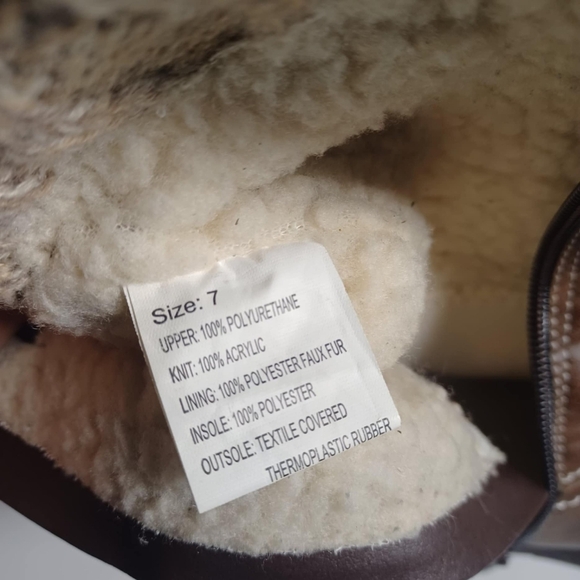 Size: 7
UPPER: 100% POLYURETHANE
KNIT: 100% ACRYLIC
LINING: 100% POLYESTER FAUX FUR
INSOLE: 100% POLYESTER
OUTSOLE: TEXTILE COVERED
THERMOPLASTIC RUBBER